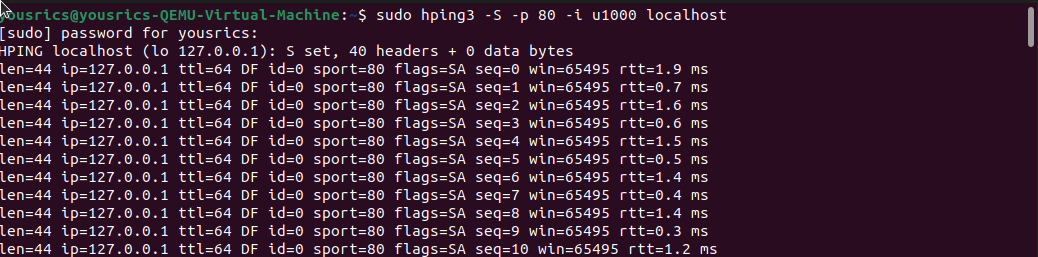 yousrics@yousrics-QEMU-Virtual-Machine:~$ sudo hping3 -S -p 80 -i u1000 localhost
[sudo] password for yousrics:
HPING localhost (lo 127.0.0.1): S set, 40 headers + 0 data bytes
len=44 ip=127.0.0.1 ttl=64 DF id=0 sport=80 flags=SA seq=0 win=65495 rtt=1.9 ms
len=44 ip=127.0.0.1 ttl=64 DF id=0 sport=80 flags=SA seq=1 win=65495 rtt=0.7 ms
len=44 ip=127.0.0.1 ttl=64 DF id=0 sport=80 flags=SA seq=2 win=65495 rtt=1.6 ms
len=44 ip=127.0.0.1 ttl=64 DF id=0 sport=80 flags=SA seq=3 win=65495 rtt=0.6 ms
len=44 ip=127.0.0.1 ttl=64 DF id=0 sport=80 flags=SA seq=4 win=65495 rtt=1.5 ms
len=44 ip=127.0.0.1 ttl=64 DF id=0 sport=80 flags=SA seq=5 win=65495 rtt=0.5 ms
len=44 ip=127.0.0.1 ttl=64 DF id=0 sport=80 flags=SA seq=6 win=65495 rtt=1.4 ms
len=44 ip=127.0.0.1 ttl=64 DF id=0 sport=80 flags=SA seq=7 win=65495 rtt=0.4 ms
len=44 ip=127.0.0.1 ttl=64 DF id=0 sport=80 flags=SA seq=8 win=65495 rtt=1.4 ms
len=44 ip=127.0.0.1 ttl=64 DF id=0 sport=80 flags=SA seq=9 win=65495 rtt=0.3 ms
len=44 ip=127.0.0.1 ttl=64 DF id=0 sport=80 flags=SA seq=10 win=65495 rtt=1.2 ms